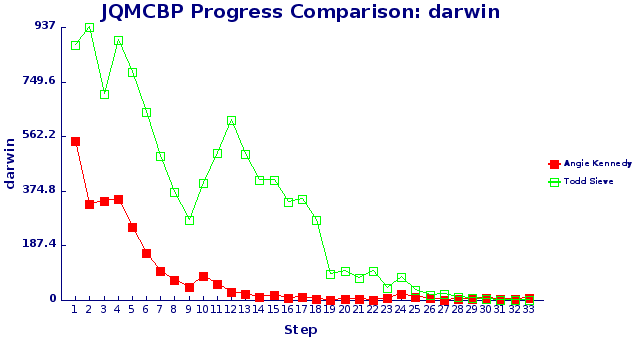 JQMCBP Progress Comparison: darwin
937
749.6
562.2
374.8
187.4
0
darwin
1 2 3 4 5 6 7 8 9 10 11 12 13 14 15 16 17 18 19 20 21 22 23 24 25 26 27 28 29 30 31 32 33
Step
Angie Kennedy
Todd Sieve